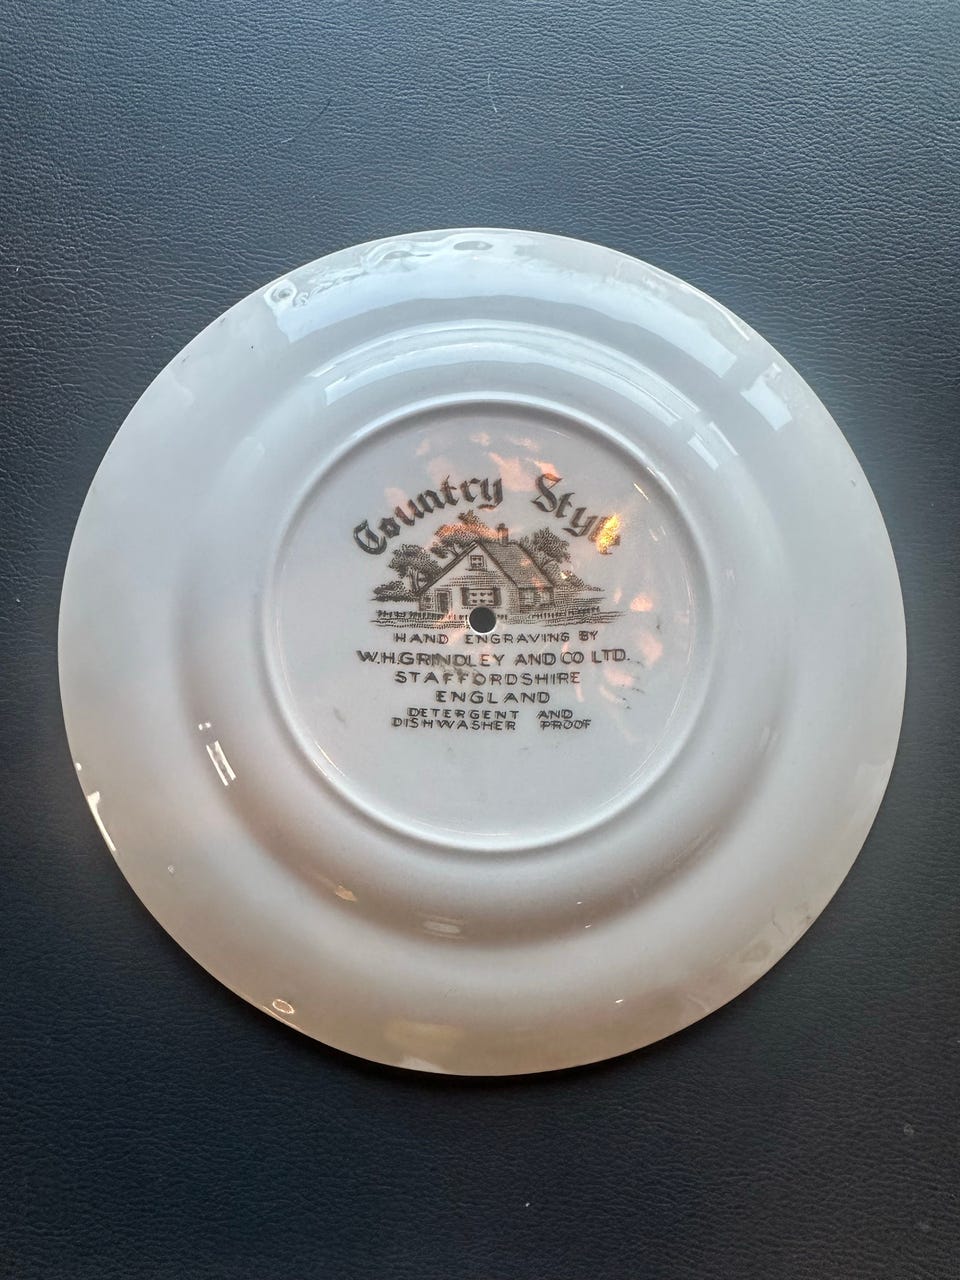 Country Style
HAND ENGRAVING BY
W.H.GRINDLEY AND CO LTD.
STAFFORDSHIRE
ENGLAND
DETERGENT AND
DISHWASHER PROOF